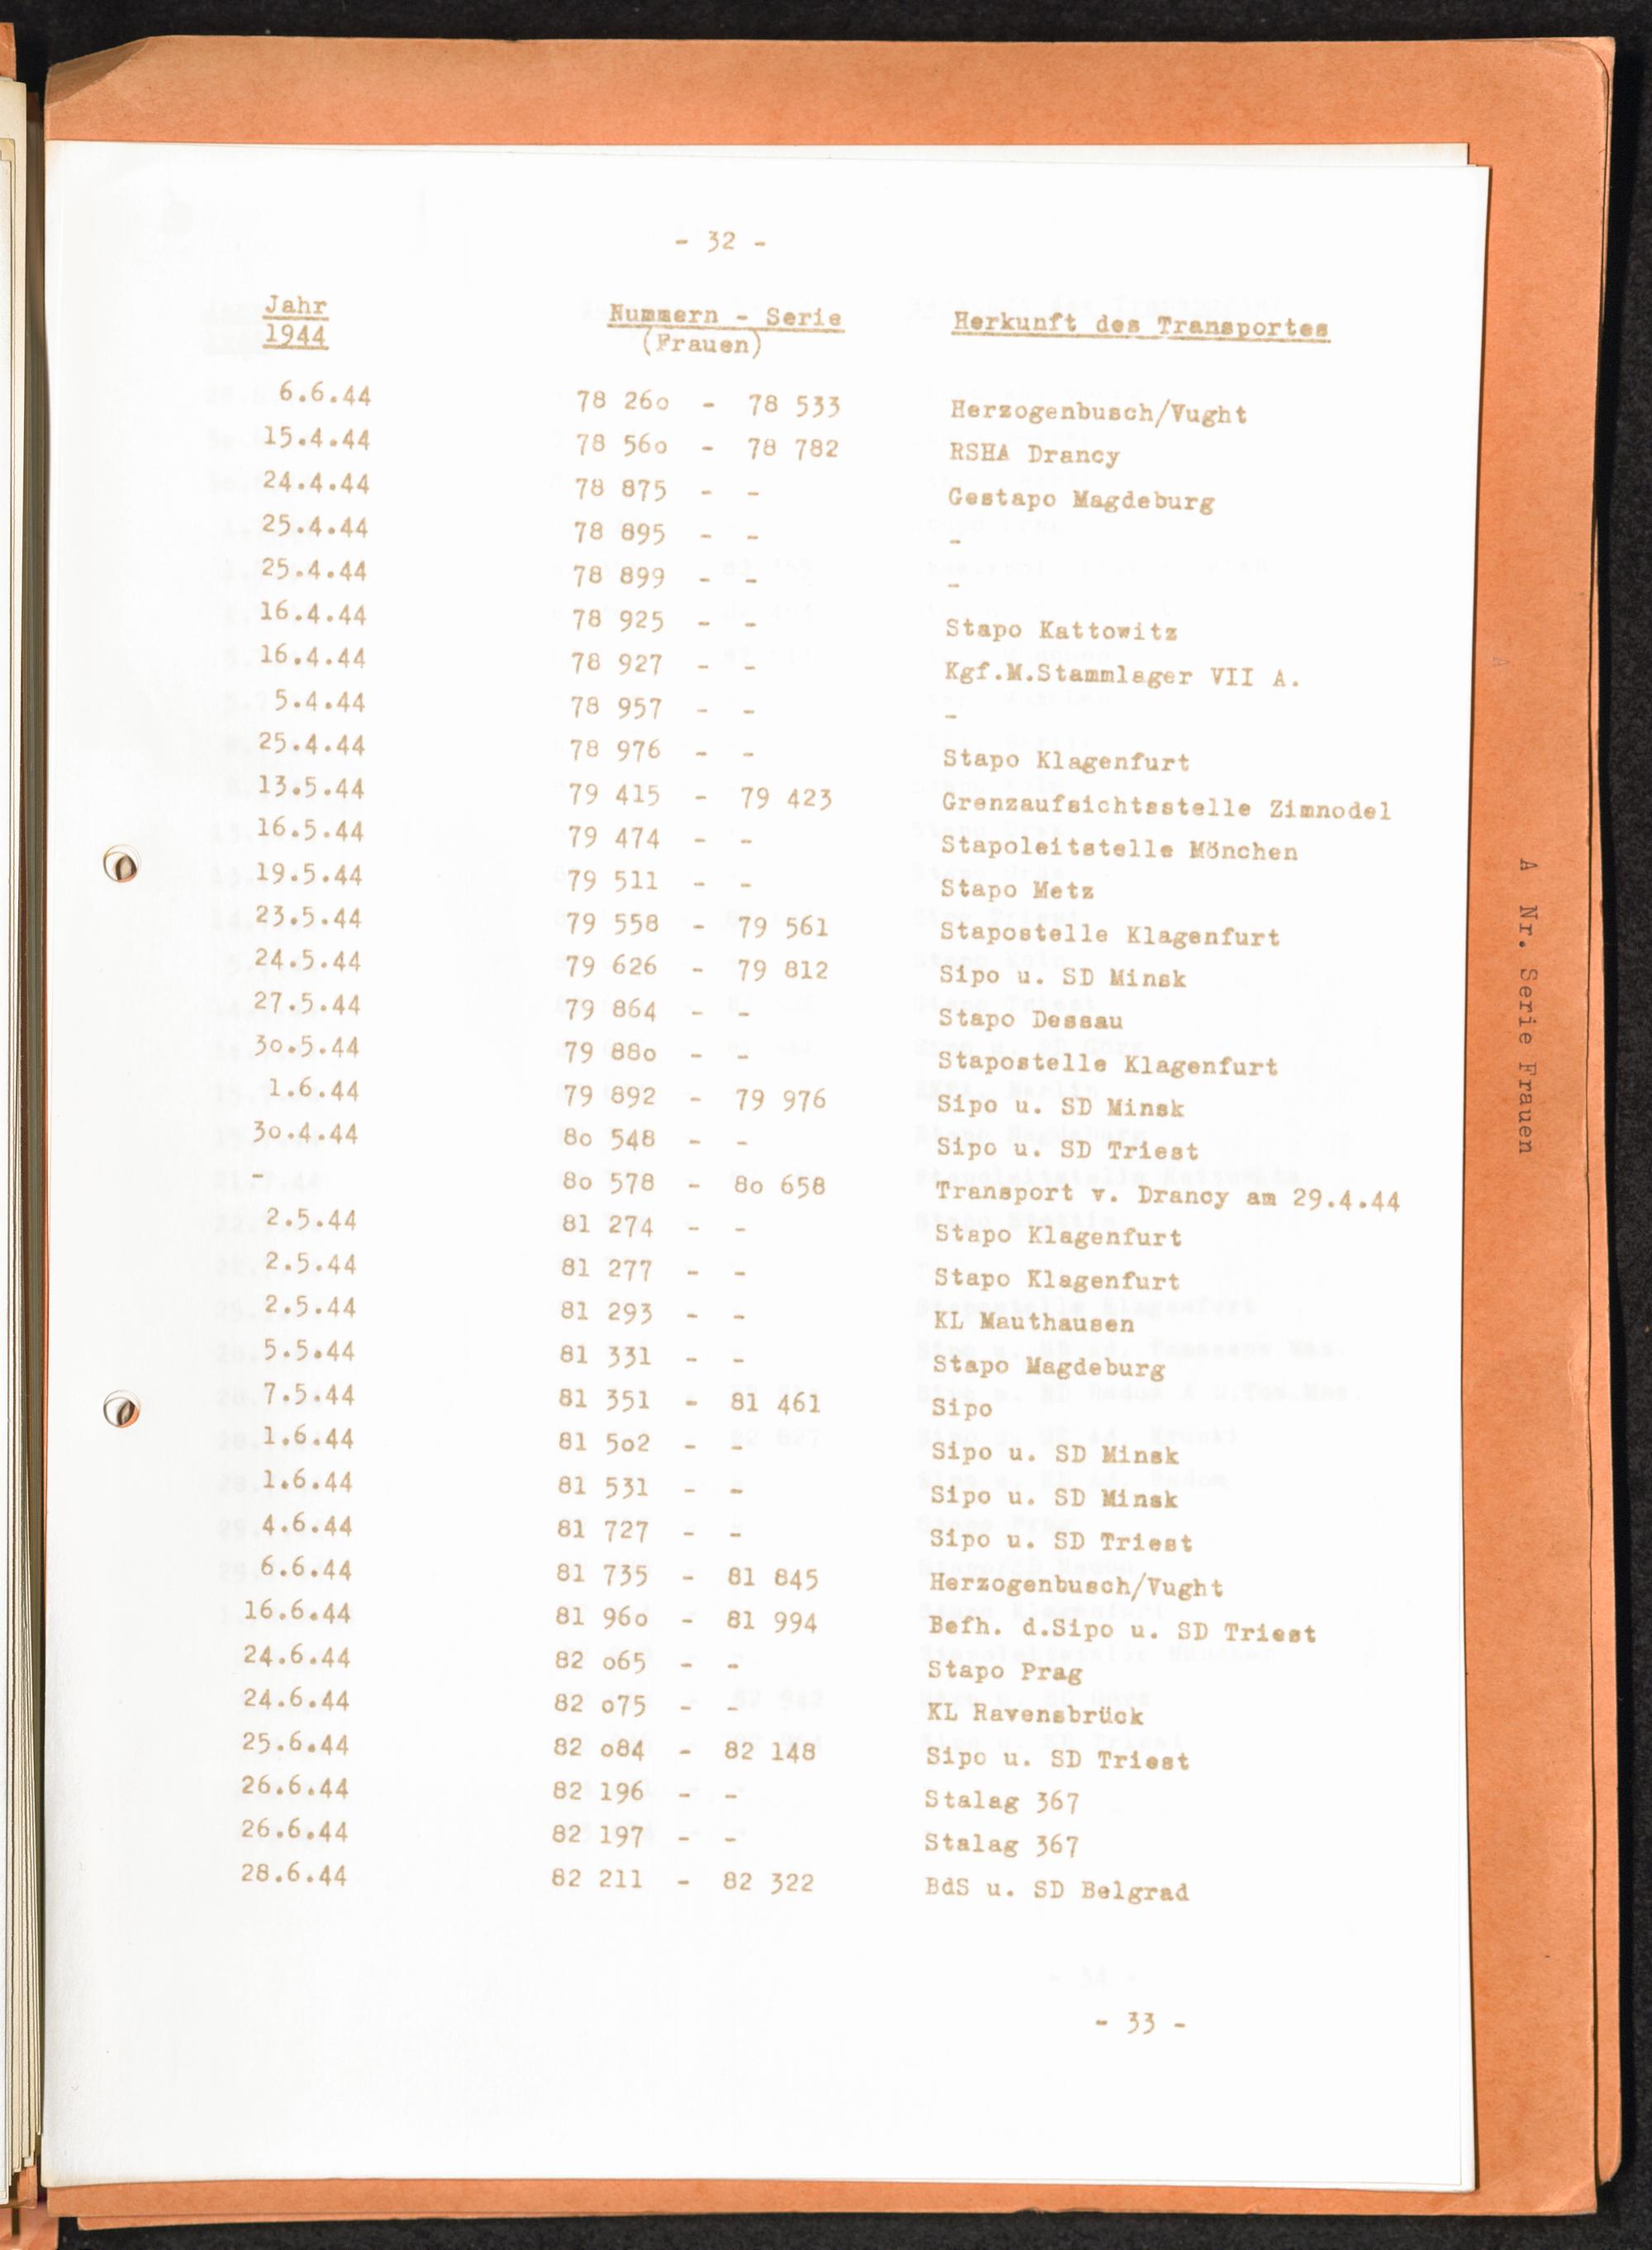 - 32 -
Jahr Nummern - Serie Herkunft des Transportes
1944 (Frauen)
6.6.44 78 26o - 78 533 Herzogenbusch/Vught
15.4.44 78 56o - 78 782 RSHA Drancy
24.4.44 78 875 - - Gestapo Magdeburg
25.4.44 78 895 - - -
25.4.44 78 899 - - -
16.4.44 78 925 - - Stapo Kattowitz
16.4.44 78 927 - - Kgf.M.Stammlager VII A.
5.4.44 78 957 - - -
25.4.44 78 976 - - Stapo Klagenfurt
13.5.44 79 415 - 79 423 Grenzaufsichtsstelle Zimnodel
16.5.44 79 474 - - Stapoleitstelle Mönchen
19.5.44 79 511 - - Stapo Metz
23.5.44 79 558 - 79 561 Stapostelle Klagenfurt
24.5.44 79 626 - 79 812 Sipo u. SD Minsk
27.5.44 79 864 - - Stapo Dessau
3o.5.44 79 88o - - Stapostelle Klagenfurt
1.6.44 79 892 - 79 976 Sipo u. SD Minsk
3o.4.44 8o 548 - - Sipo u. SD Triest
- 8o 578 - 8o 658 Transport v. Drancy am 29.4.44
2.5.44 81 274 - - Stapo Klagenfurt
2.5.44 81 277 - - Stapo Klagenfurt
2.5.44 81 293 - - KL Mauthausen
5.5.44 81 331 - - Stapo Magdeburg
7.5.44 81 351 - 81 461 Sipo
1.6.44 81 5o2 - - Sipo u. SD Minsk
1.6.44 81 531 - - Sipo u. SD Minsk
4.6.44 81 727 - - Sipo u. SD Triest
6.6.44 81 735 - 81 845 Herzogenbusch/Vught
16.6.44 81 96o - 81 994 Befh. d.Sipo u. SD Triest
24.6.44 82 o65 - - Stapo Prag
24.6.44 82 o75 - - KL Ravensbrück
25.6.44 82 o84 - 82 148 Sipo u. SD Triest
26.6.44 82 196 - - Stalag 367
26.6.44 82 197 - - Stalag 367
28.6.44 82 211 - 82 322 BdS u. SD Belgrad
- 33 -
A Nr. Serie Frauen